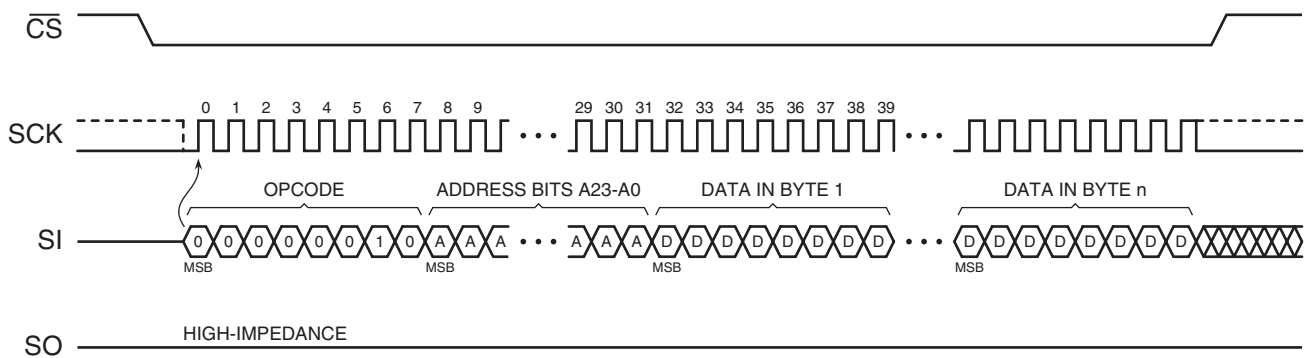 CS
0 1 2 3 4 5 6 7 8 9 29 30 31 32 33 34 35 36 37 38 39
SCK
OPCODE ADDRESS BITS A23-A0 DATA IN BYTE 1 DATA IN BYTE n
SI 0 0 0 0 0 0 1 0 A A A A A A D D D D D D D D D D D D D D D D
MSB MSB MSB MSB
HIGH-IMPEDANCE
SO